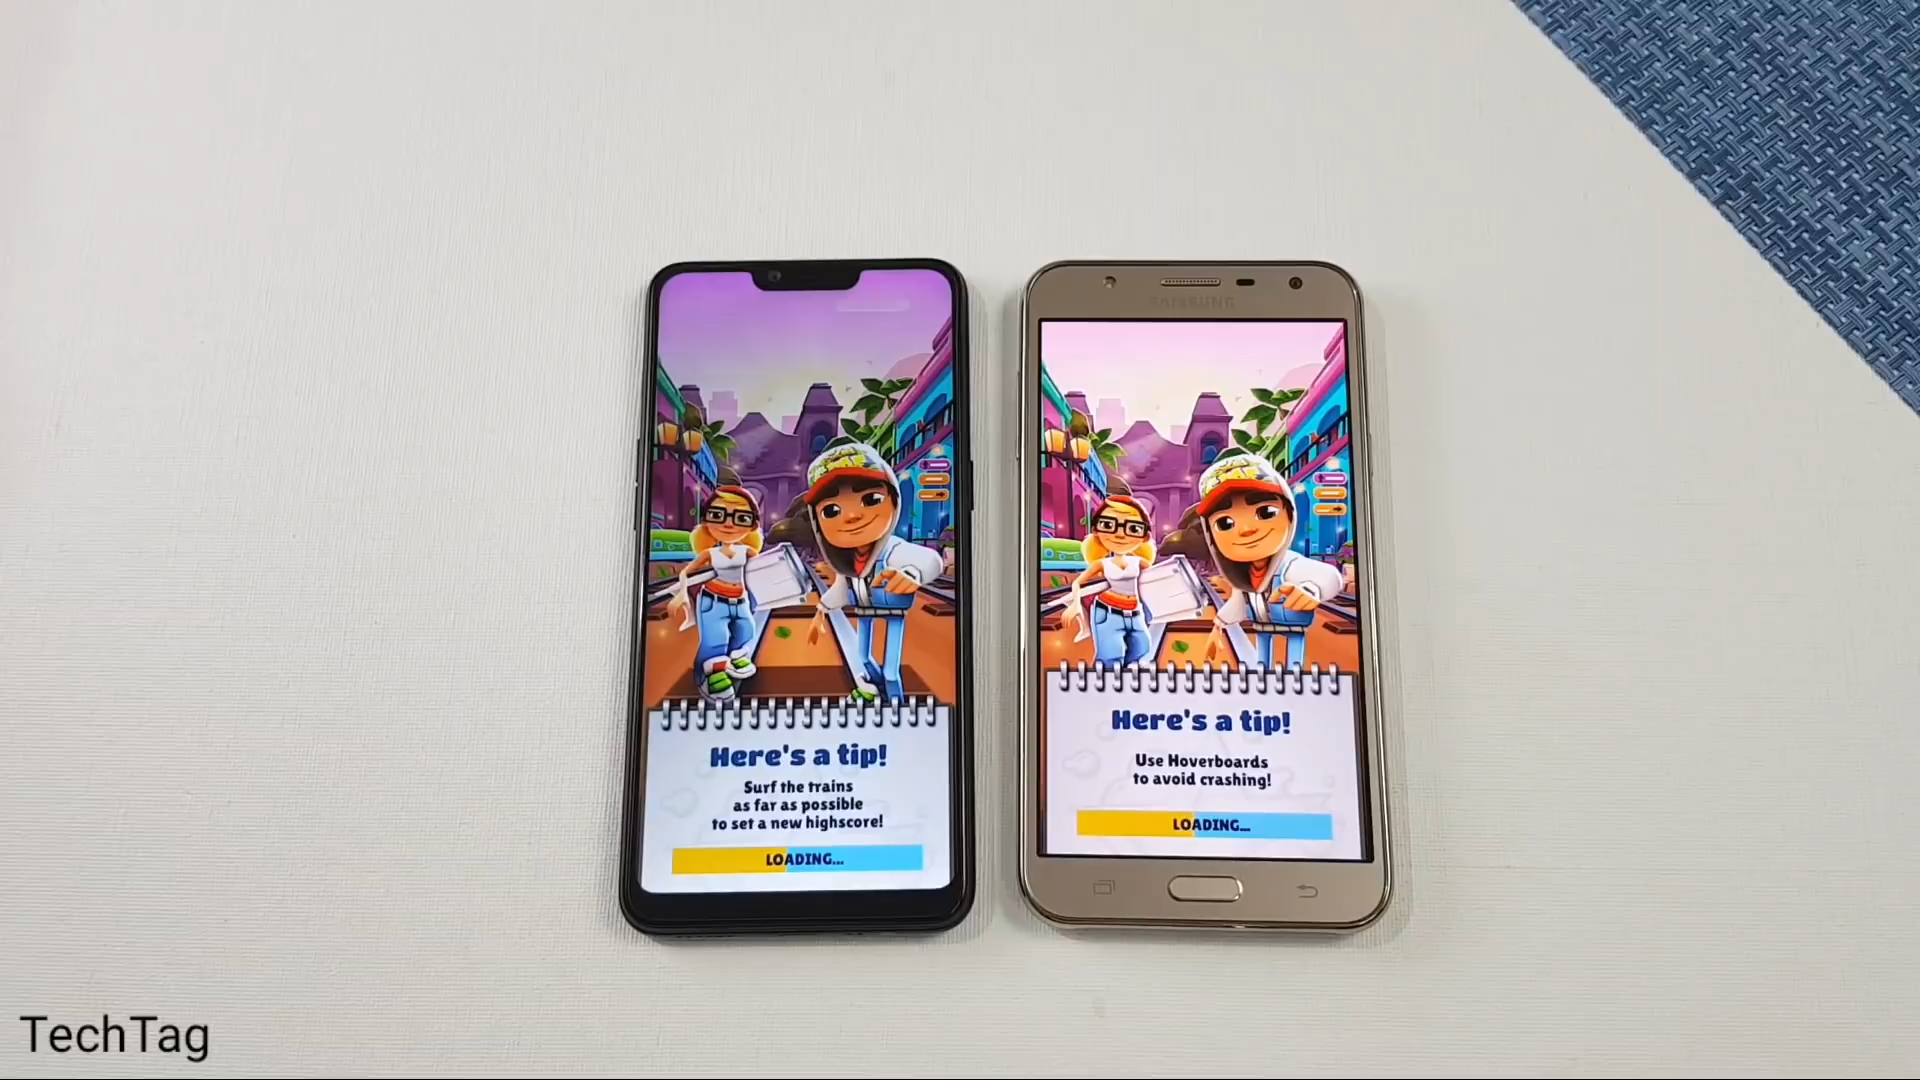 SAMSUNG
Here's a tip!
Surf the trains
as far as possible
to set a new highscore!
LOADING...
Here's a tip!
Use Hoverboards
to avoid crashing!
LOADING...
TechTag